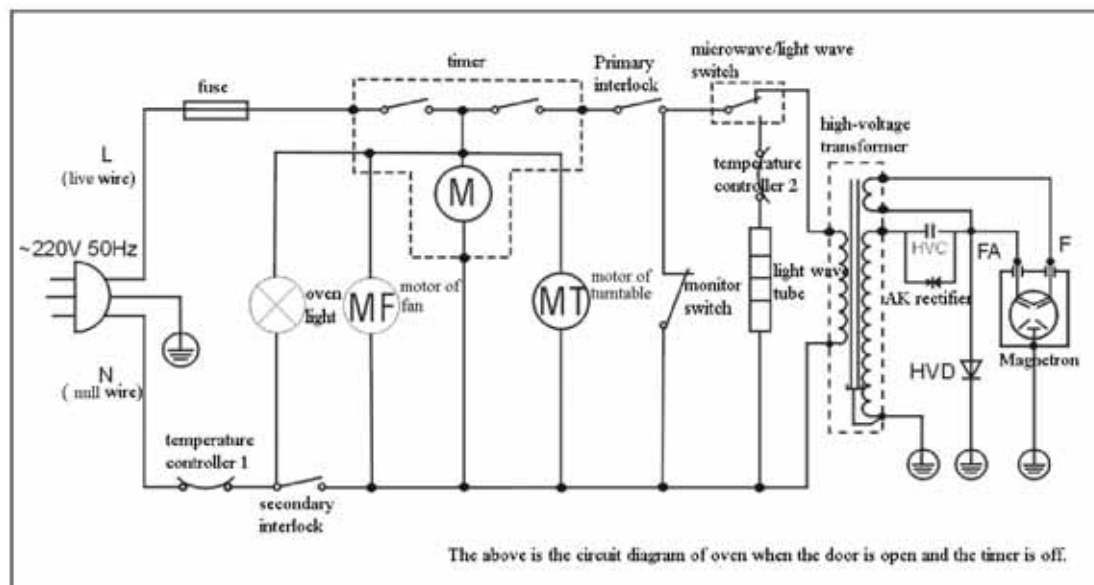 microwave/light wave
switch
timer
Primary
interlock
fuse
high-voltage
transformer
L
(live wire)
temperature
controller 2
M
~220V 50Hz
HVC
FA
F
oven
light
MF
motor of
fan
MT
motor of
turntable
monitor
switch
light wave
tube
AK rectifier
Magnetron
HVD
N
( null wire)
temperature
controller 1
secondary
interlock
The above is the circuit diagram of oven when the door is open and the timer is off.